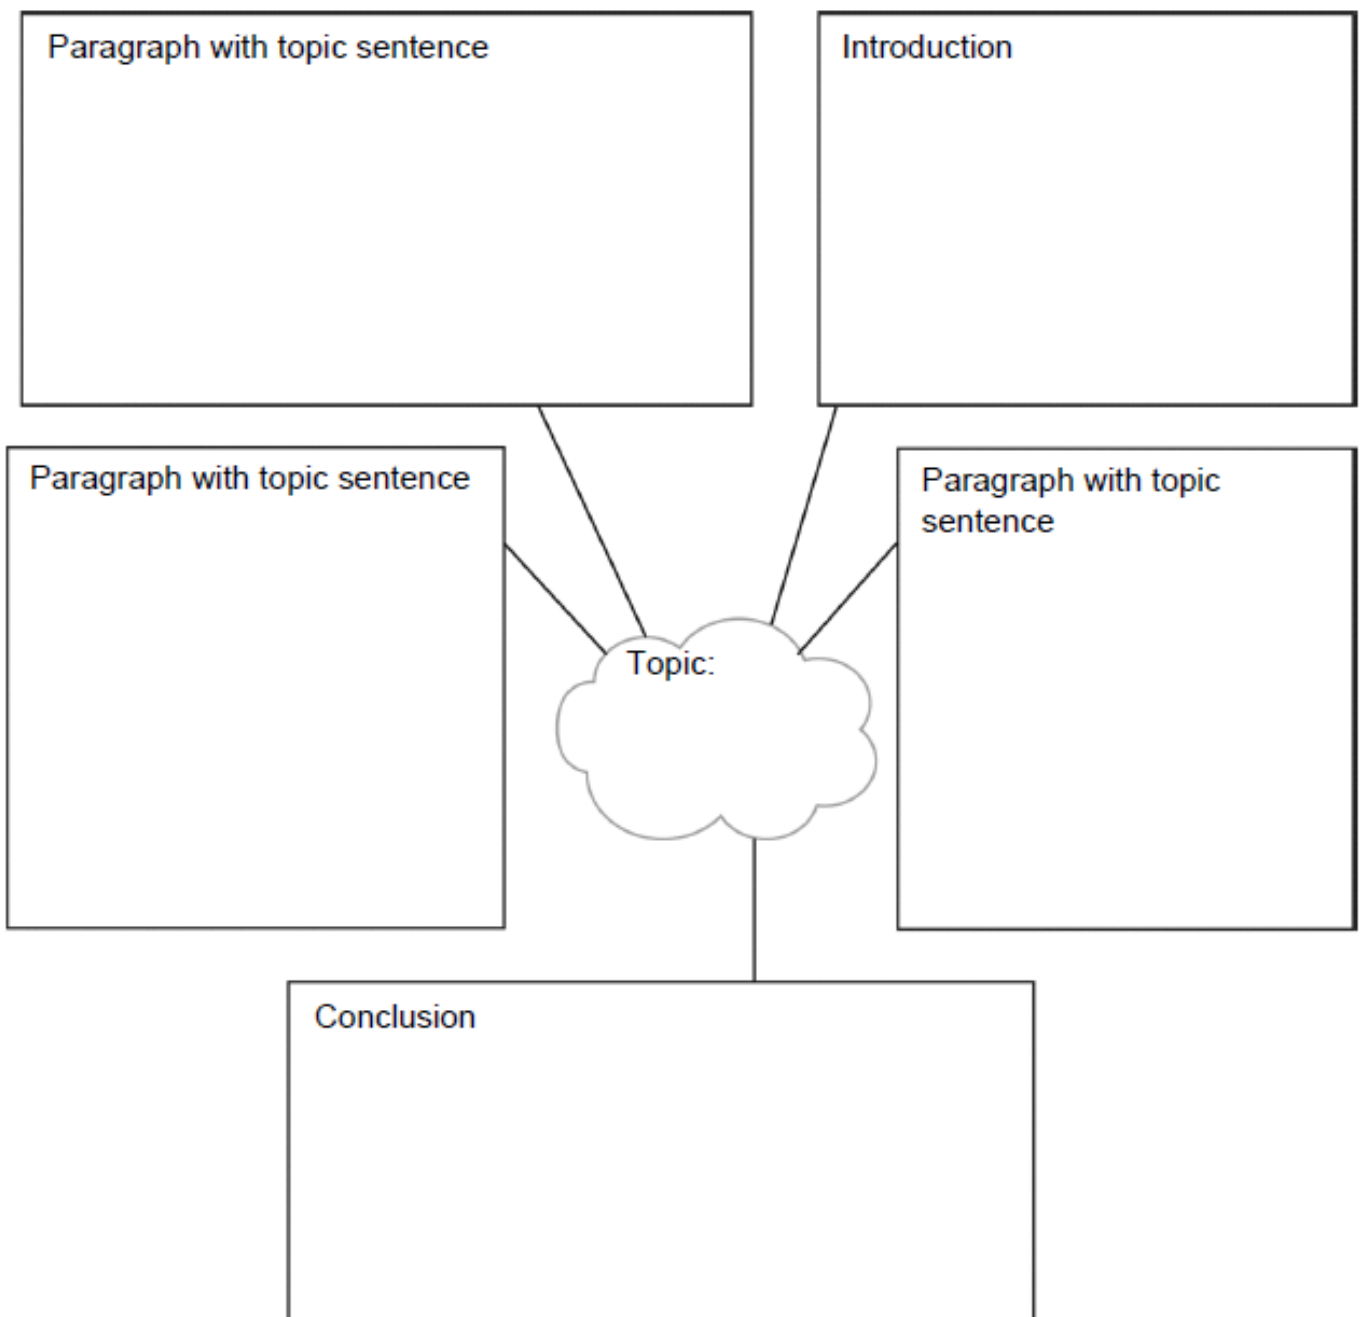 Paragraph with topic sentence
Introduction
Paragraph with topic sentence
Paragraph with topic
sentence
Topic:
Conclusion